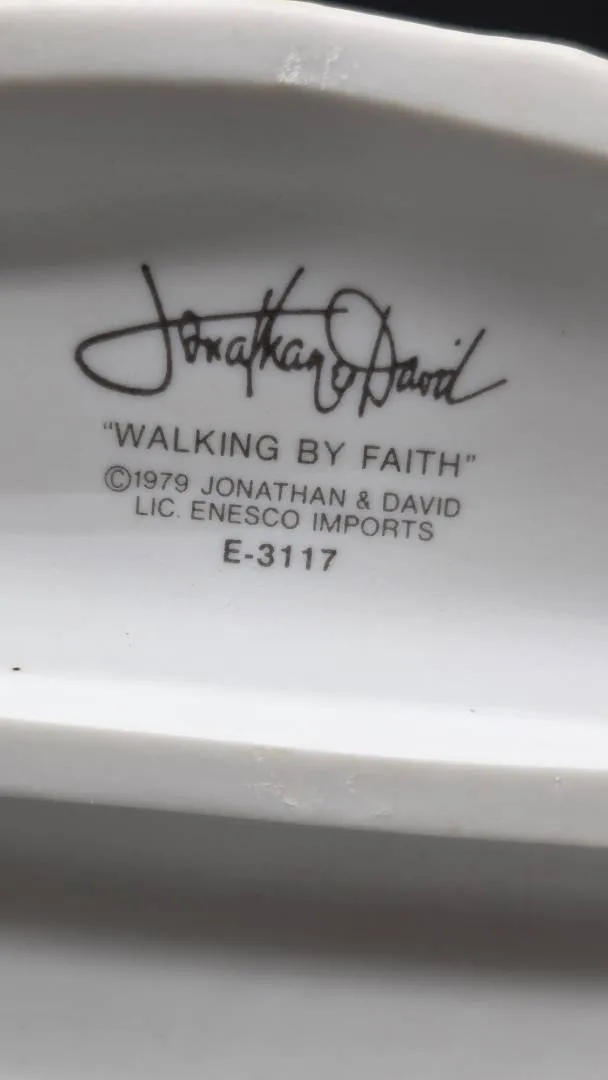 Jonathan & David
“WALKING BY FAITH”
©1979 JONATHAN & DAVID
LIC. ENESCO IMPORTS
E-3117